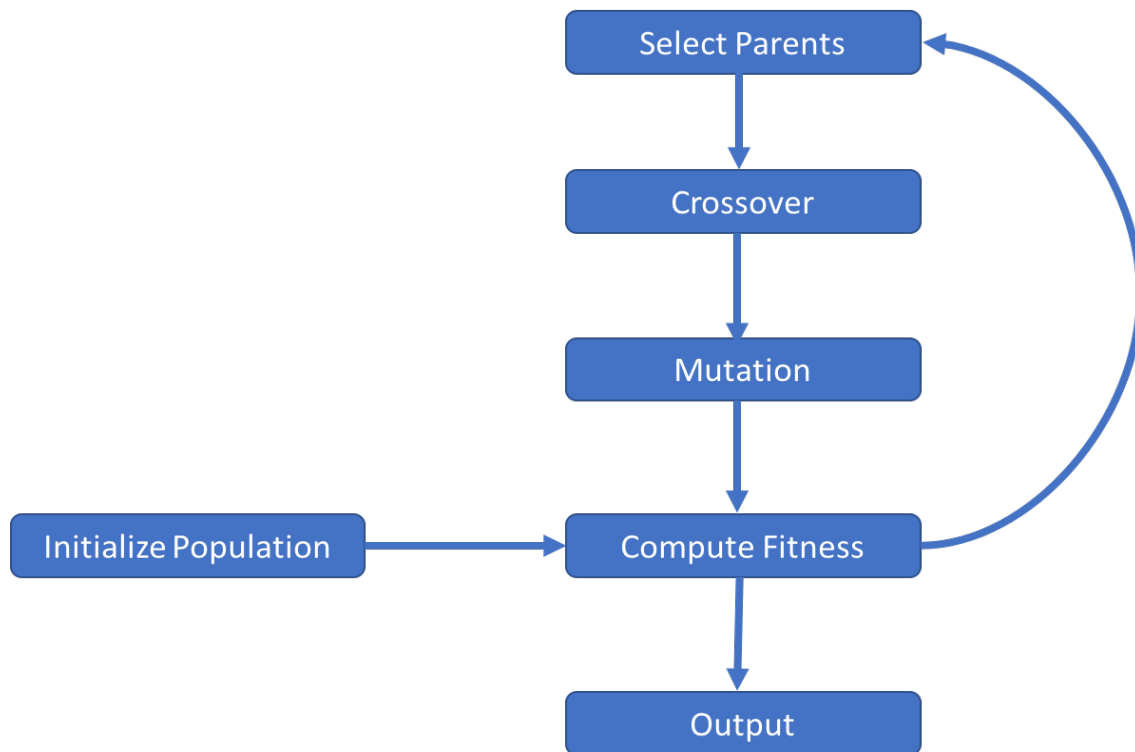 Select Parents
Crossover
Mutation
Initialize Population
Compute Fitness
Output